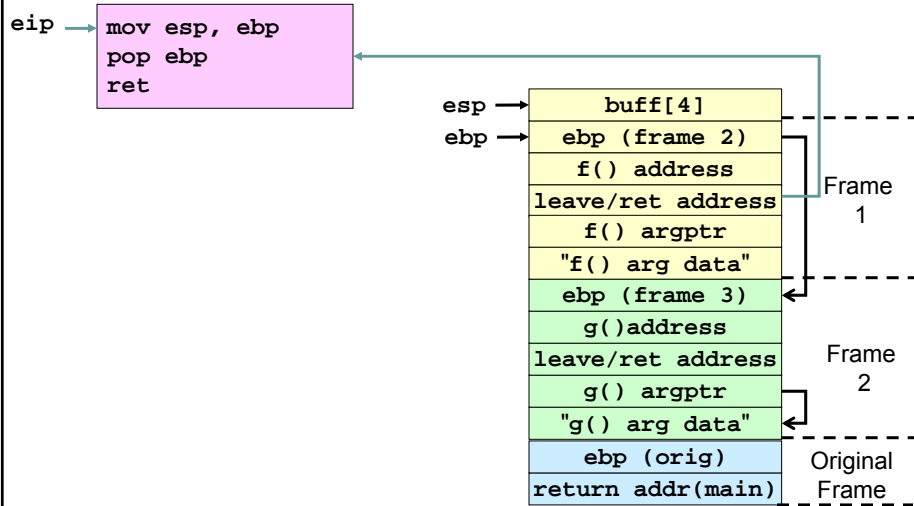 eip
mov esp, ebp
pop ebp
ret
esp
buff[4]
ebp
ebp (frame 2)
f() address
leave/ret address
f() argptr
"f() arg data"
Frame
1
ebp (frame 3)
g()address
leave/ret address
g() argptr
"g() arg data"
Frame
2
ebp (orig)
return addr(main)
Original
Frame